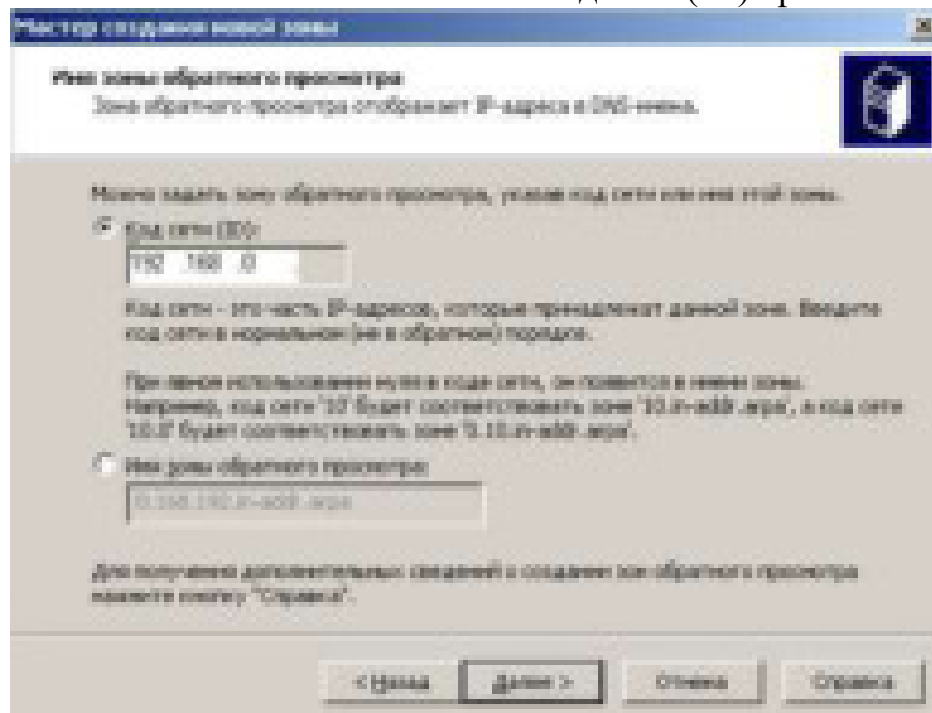 Мастер создания новой зоны
Имя зоны обратного просмотра
Зона обратного просмотра отображает IP-адреса в DNS-имена.
Можно задать зону обратного просмотра, указав код сети или имя этой зоны.
Код сети (ID):
192 .168 .0
Код сети - это часть IP-адресов, которые принадлежат данной зоне. Введите
код сети в нормальном (не в обратном) порядке.
При явном использовании нуля в коде сети, он появится в имени зоны.
Например, код сети '10' будет соответствовать зоне '10.in-addr.arpa', а код сети
'10.0' будет соответствовать зоне '0.10.in-addr.arpa'.
Имя зоны обратного просмотра:
0.168.192.in-addr.arpa
Для получения дополнительных сведений о создании зон обратного просмотра
нажмите кнопку "Справка".
< Назад
Далее >
Отмена
Справка